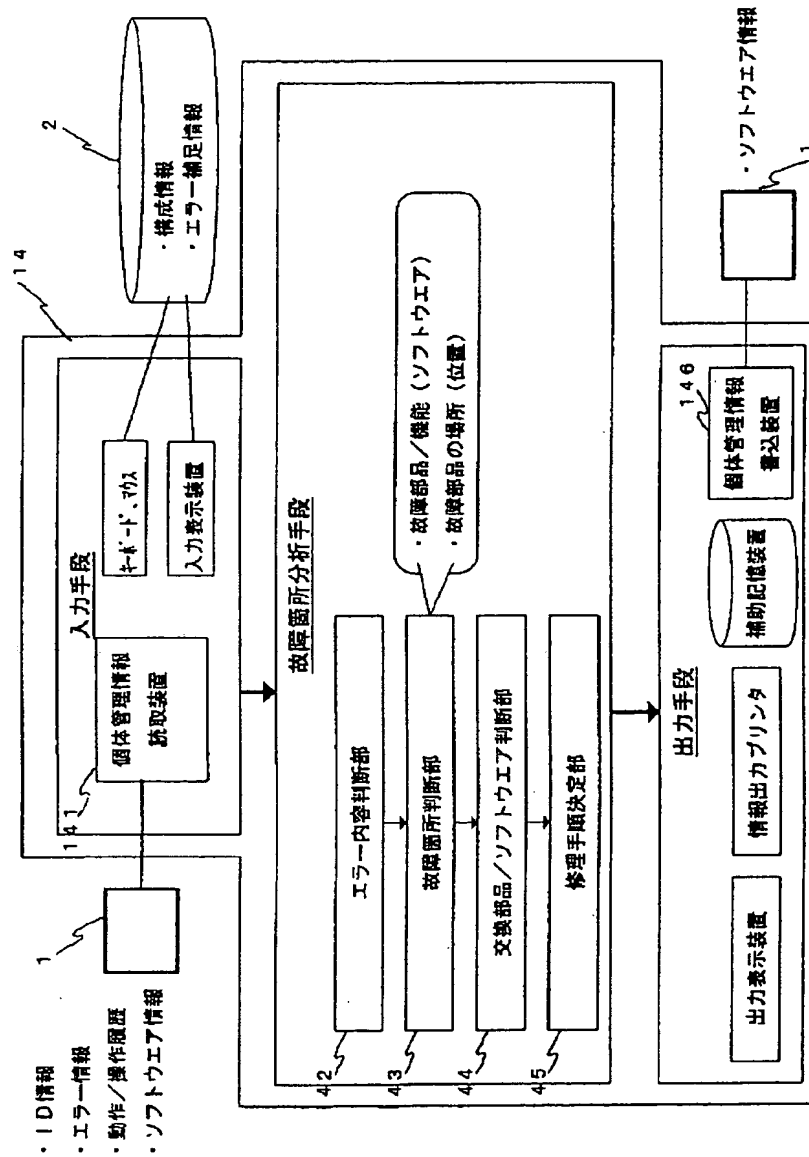 ・ID情報
・エラー情報
・動作/操作履歴
・ソフトウエア情報
1
14
2
・構成情報
・エラー補足情報
入力手段
141
個体管理情報
読取装置
キーボード、マウス
入力表示装置
故障箇所分析手段
42
エラー内容判断部
43
故障箇所判断部
・故障部品/機能(ソフトウエア)
・故障部品の場所(位置)
44
交換部品/ソフトウエア判断部
45
修理手順決定部
出力手段
出力表示装置
情報出力プリンタ
補助記憶装置
146
個体管理情報
書込装置
1
・ソフトウエア情報